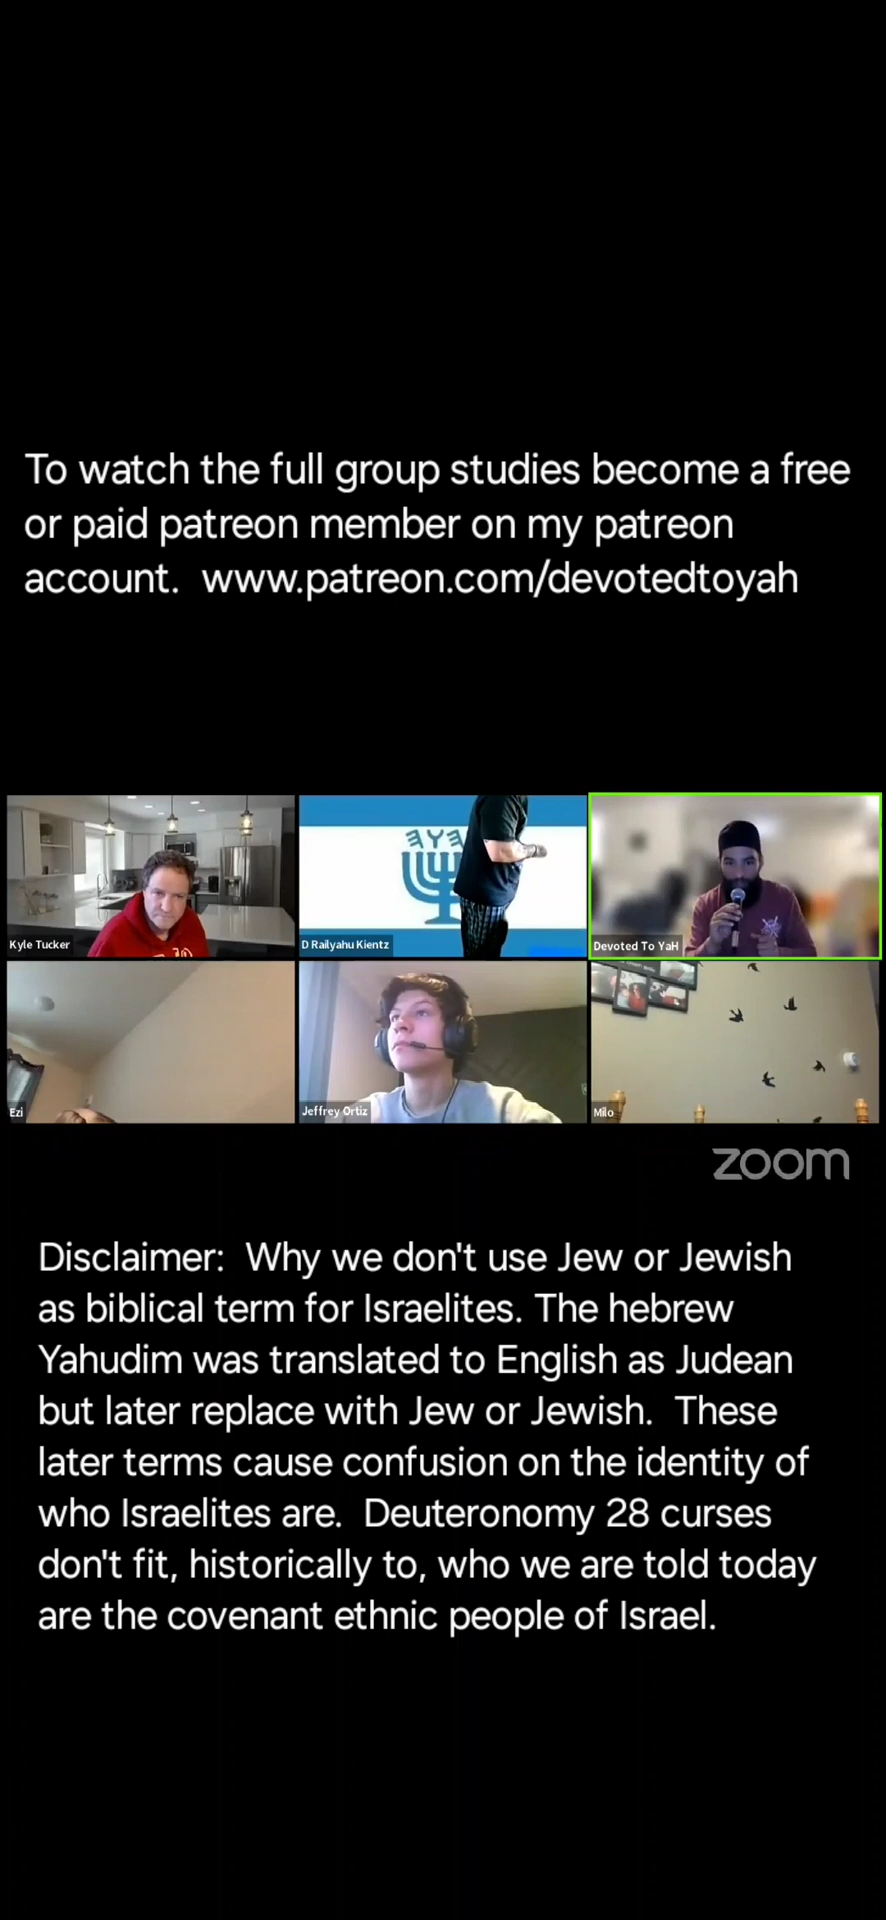 To watch the full group studies become a free
or paid patreon member on my patreon
account.  www.patreon.com/devotedtoyah
𐤉𐤄𐤅𐤄
Kyle Tucker
D Railyahu Kientz
Devoted To YaH
Ezi
Jeffrey Ortiz
Milo
zoom
Disclaimer:  Why we don't use Jew or Jewish
as biblical term for Israelites. The hebrew
Yahudim was translated to English as Judean
but later replace with Jew or Jewish.  These
later terms cause confusion on the identity of
who Israelites are.  Deuteronomy 28 curses
don't fit, historically to, who we are told today
are the covenant ethnic people of Israel.